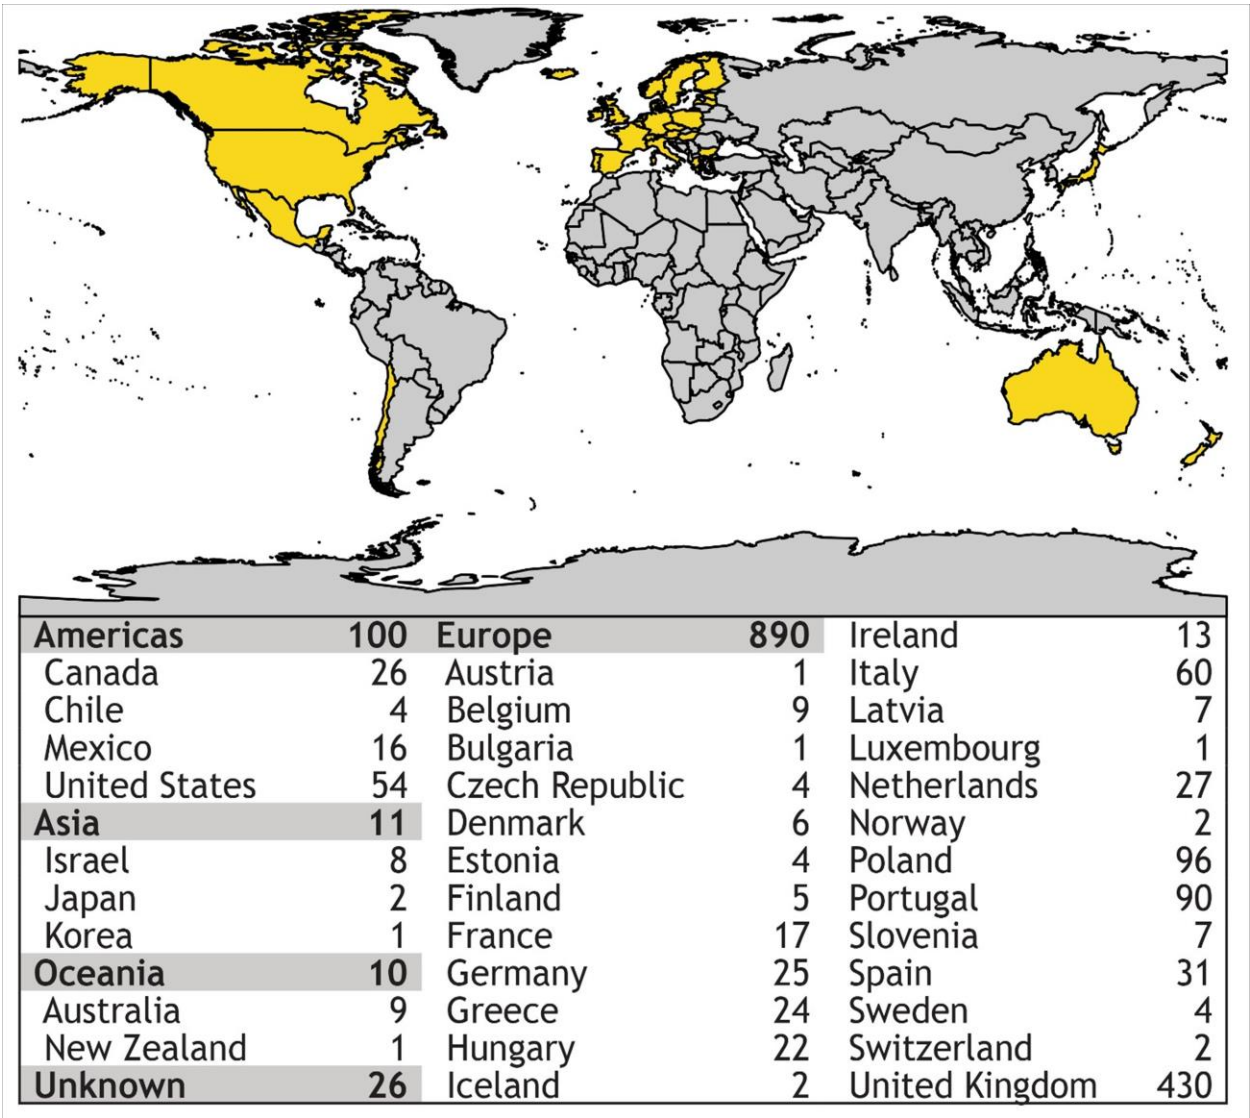 Americas 100
Canada 26
Chile 4
Mexico 16
United States 54
Asia 11
Israel 8
Japan 2
Korea 1
Oceania 10
Australia 9
New Zealand 1
Unknown 26
Europe 890
Austria 1
Belgium 9
Bulgaria 1
Czech Republic 4
Denmark 6
Estonia 4
Finland 5
France 17
Germany 25
Greece 24
Hungary 22
Iceland 2
Ireland 13
Italy 60
Latvia 7
Luxembourg 1
Netherlands 27
Norway 2
Poland 96
Portugal 90
Slovenia 7
Spain 31
Sweden 4
Switzerland 2
United Kingdom 430